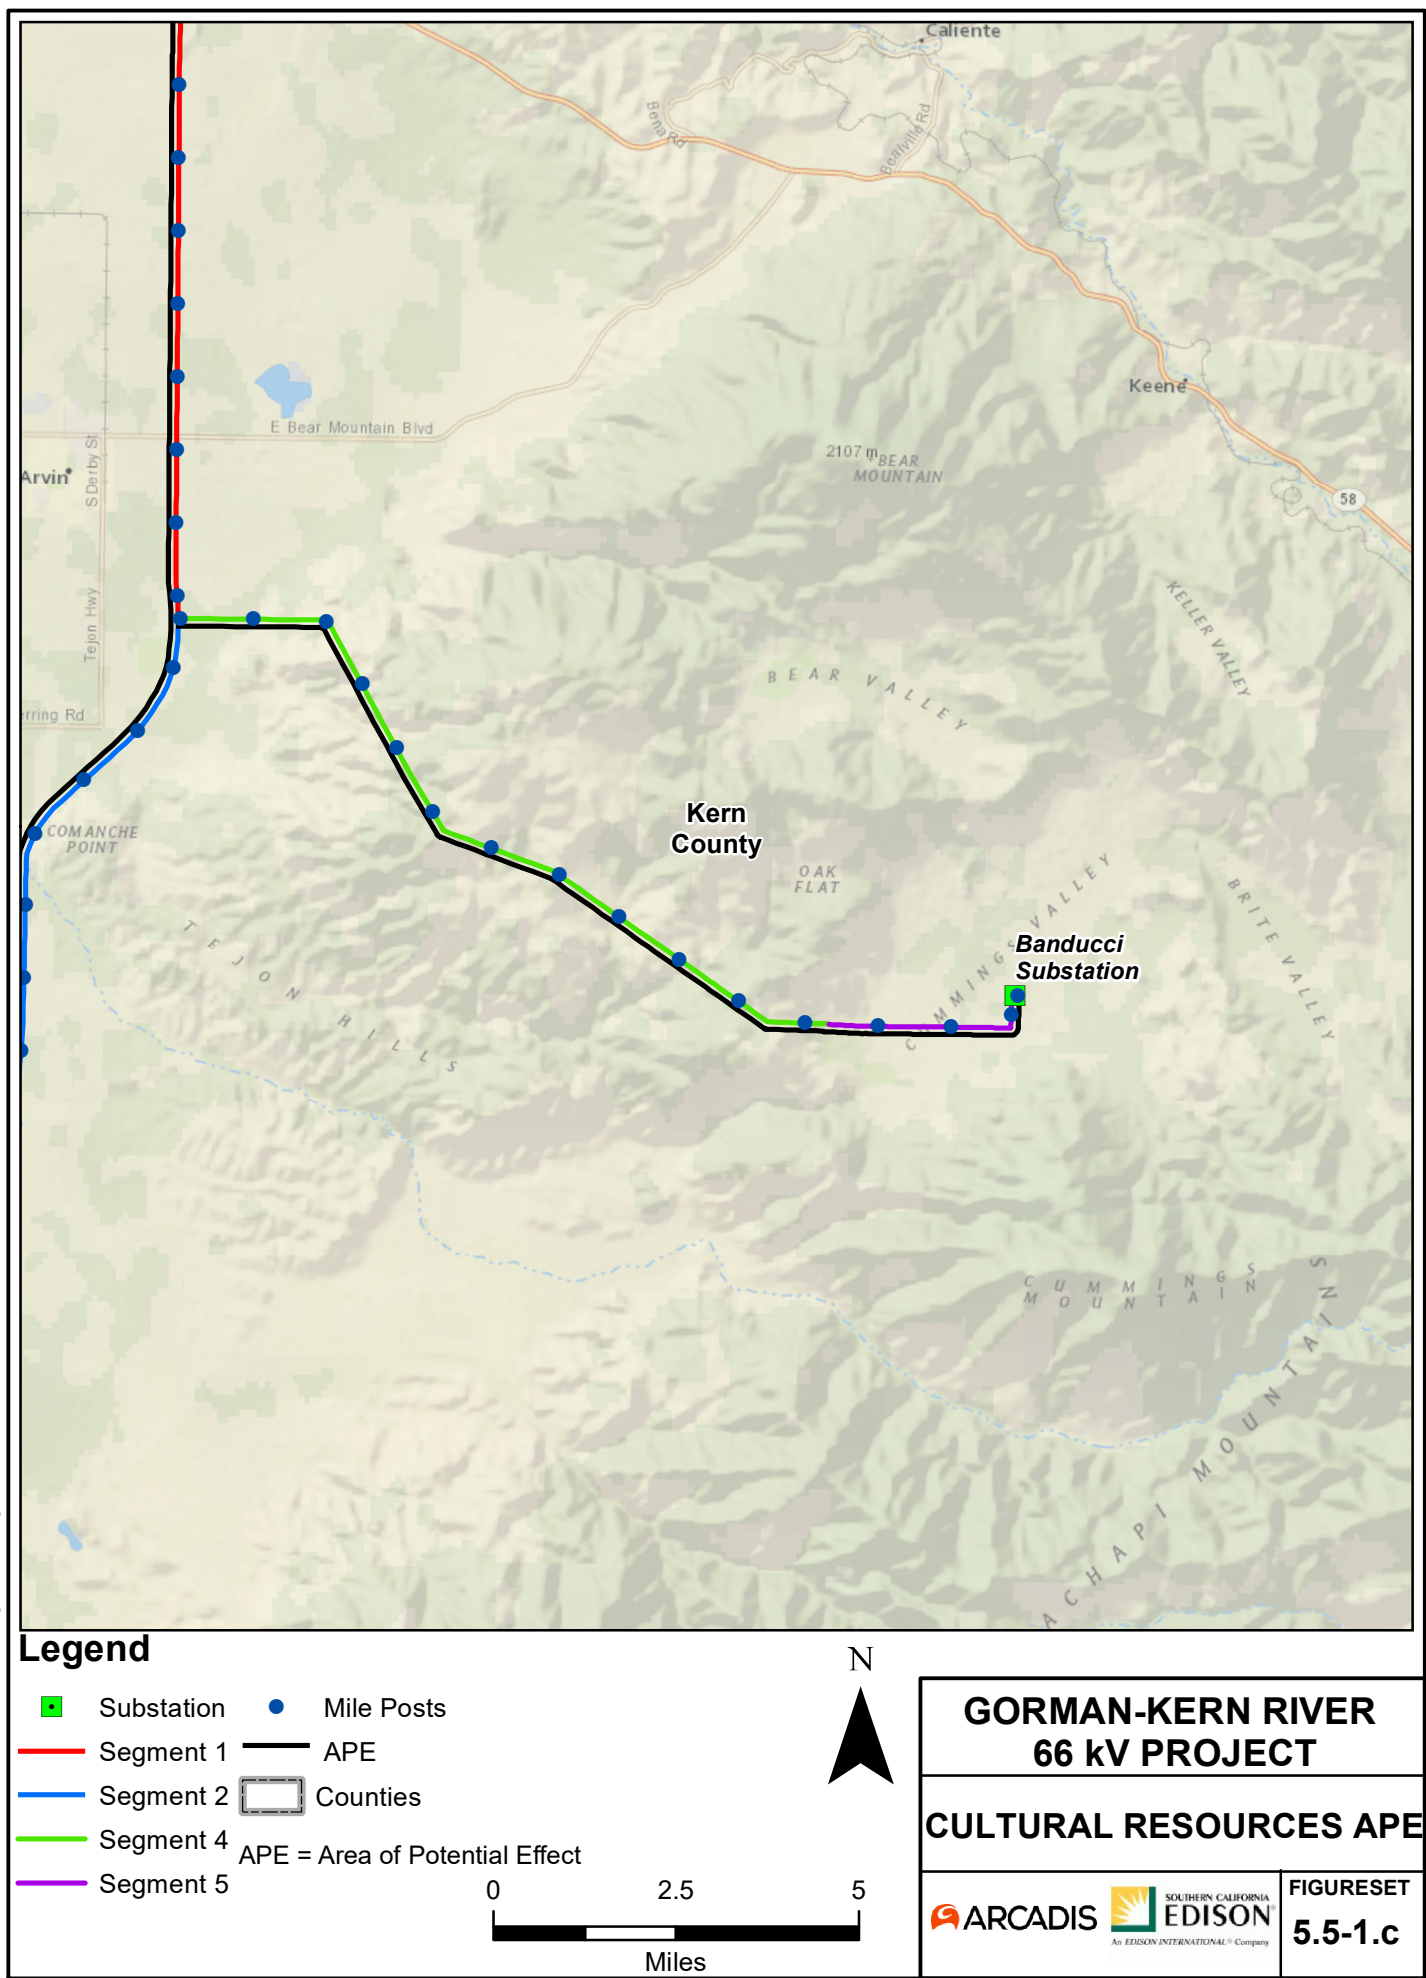 Caliente
Bena Rd
Bealville Rd
Keene
E Bear Mountain Blvd
S Derby St
Arvin
2107 m
BEAR
MOUNTAIN
58
KELLER VALLEY
Tejon Hwy
BEAR VALLEY
erring Rd
Kern
County
COMANCHE
POINT
OAK
FLAT
CUMMINGS VALLEY
BRITE VALLEY
Banducci
Substation
TEJON HILLS
CUMMINGS
MOUNTAIN
ACHAPI MOUNTAINS
Legend
N
Substation
Mile Posts
Segment 1
APE
Segment 2
Counties
Segment 4
APE = Area of Potential Effect
Segment 5
0 2.5 5
Miles
GORMAN-KERN RIVER
66 kV PROJECT
CULTURAL RESOURCES APE
ARCADIS
SOUTHERN CALIFORNIA
EDISON®
An EDISON INTERNATIONAL® Company
FIGURESET
5.5-1.c